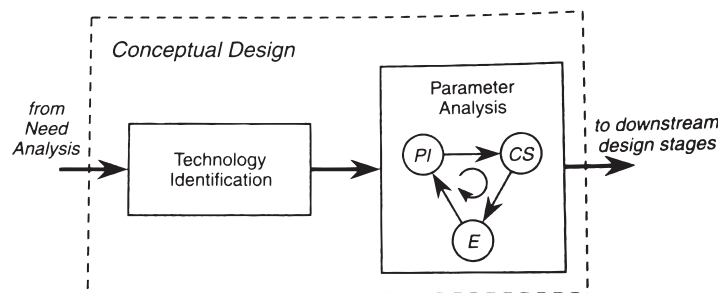 Conceptual Design
from
Need
Analysis
Technology
Identification
Parameter
Analysis
PI
CS
E
to downstream
design stages